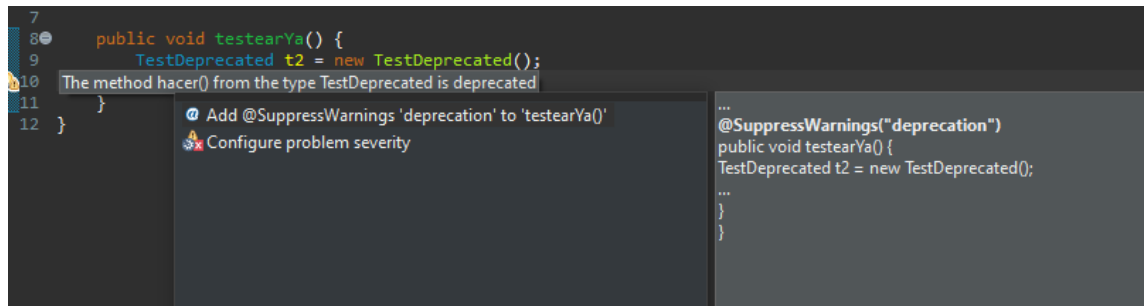 7
8 public void testearYa() {
9 TestDeprecated t2 = new TestDeprecated();
10 The method hacer() from the type TestDeprecated is deprecated
11 }
12 }
@ Add @SuppressWarnings 'deprecation' to 'testearYa()'
Configure problem severity
...
@SuppressWarnings("deprecation")
public void testearYa() {
TestDeprecated t2 = new TestDeprecated();
...
}
}